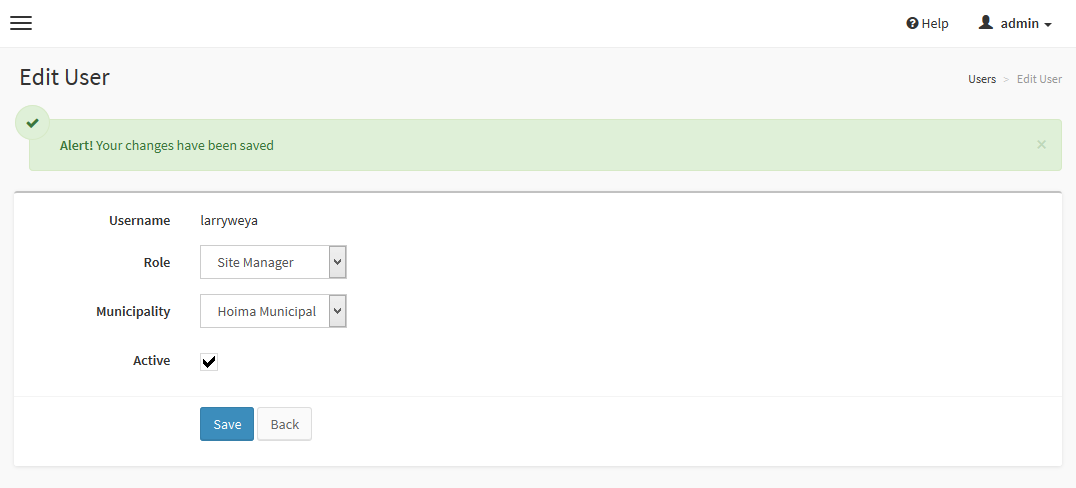 Help admin
Edit User
Users > Edit User
Alert! Your changes have been saved ×
Username larryweya
Role Site Manager
Municipality Hoima Municipal
Active
Save Back